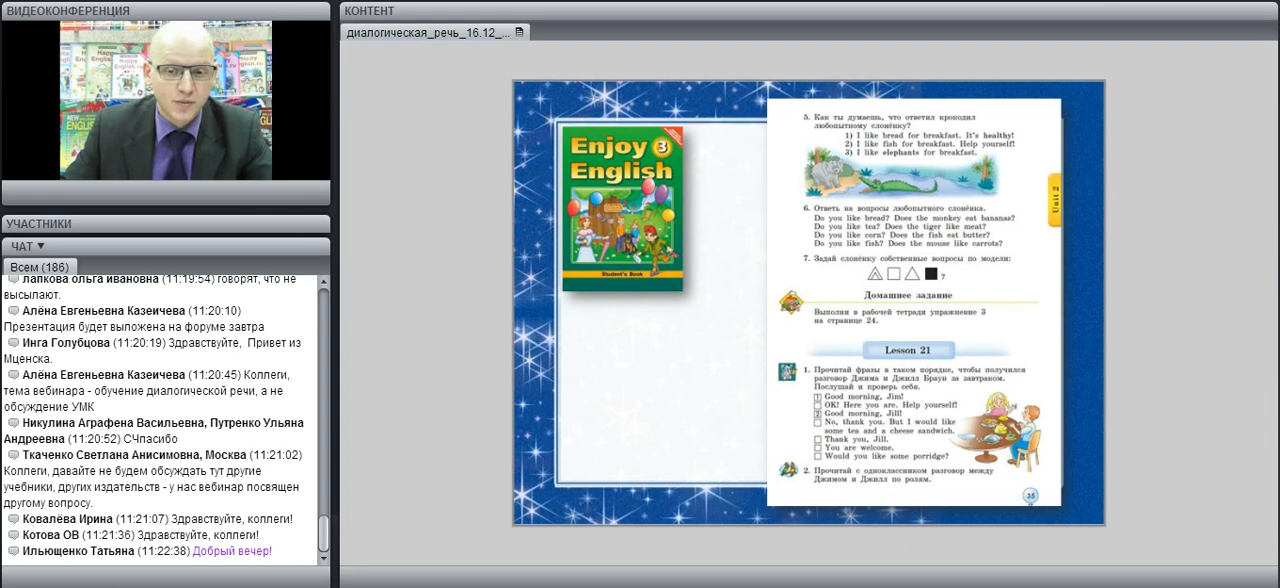 ВИДЕОКОНФЕРЕНЦИЯ
NEW
ENGLISH
УЧАСТНИКИ
ЧАТ ▼
Всем (186)
лапкова ольга ивановна (11:19:54) говорят, что не
высылают.
Алёна Евгеньевна Казеичева (11:20:10)
Презентация будет выложена на форуме завтра
Инга Голубцова (11:20:19) Здравствуйте, Привет из
Мценска.
Алёна Евгеньевна Казеичева (11:20:45) Коллеги,
тема вебинара - обучение диалогической речи, а не
обсуждение УМК
Никулина Аграфена Васильевна, Путренко Ульяна
Андреевна (11:20:52) СЧпасибо
Ткаченко Светлана Анисимовна, Москва (11:21:02)
Коллеги, давайте не будем обсуждать тут другие
учебники, других издательств - у нас вебинар посвящен
другому вопросу.
Ковалёва Ирина (11:21:07) Здравствуйте, коллеги!
Котова ОВ (11:21:36) Здравствуйте, коллеги!
Ильющенко Татьяна (11:22:38) Добрый вечер!
КОНТЕНТ
диалогическая_речь_16.12_...
Enjoy 3
English
Student's Book
5. Как ты думаешь, что ответил крокодил
любопытному слонёнку?
1) I like bread for breakfast. It's healthy!
2) I like fish for breakfast. Help yourself!
3) I like elephants for breakfast.
Unit 2
6. Ответь на вопросы любопытного слонёнка.
Do you like bread? Does the monkey eat bananas?
Do you like tea? Does the tiger like meat?
Do you like corn? Does the fish eat butter?
Do you like fish? Does the mouse like carrots?
7. Задай слонёнку собственные вопросы по модели:
?
Домашнее задание
Выполни в рабочей тетради упражнение 3
на странице 24.
Lesson 21
1. Прочитай фразы в таком порядке, чтобы получился
разговор Джима и Джилл Браун за завтраком.
Послушай и проверь себя.
1 Good morning, Jim!
OK! Here you are. Help yourself!
2 Good morning, Jill!
No, thank you. But I would like
some tea and a cheese sandwich.
Thank you, Jill.
You are welcome.
Would you like some porridge?
2. Прочитай с одноклассником разговор между
Джимом и Джилл по ролям.
35